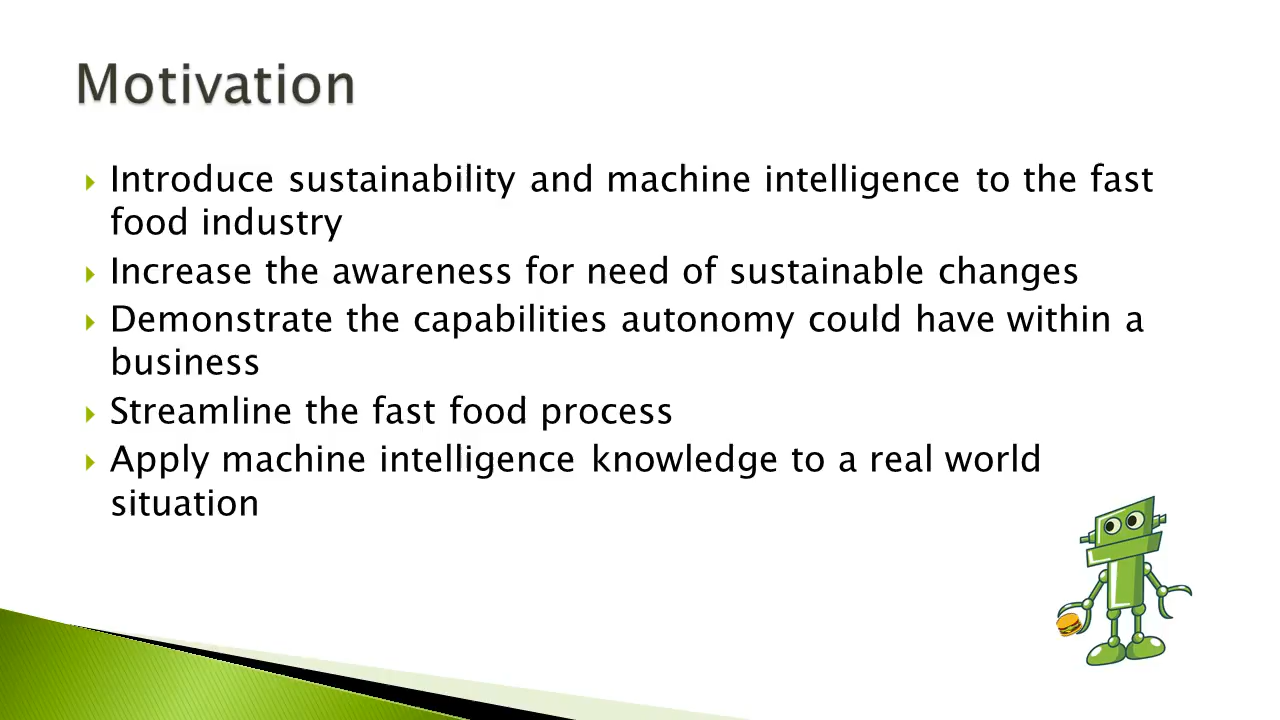 Motivation
Introduce sustainability and machine intelligence to the fast
food industry
Increase the awareness for need of sustainable changes
Demonstrate the capabilities autonomy could have within a
business
Streamline the fast food process
Apply machine intelligence knowledge to a real world
situation